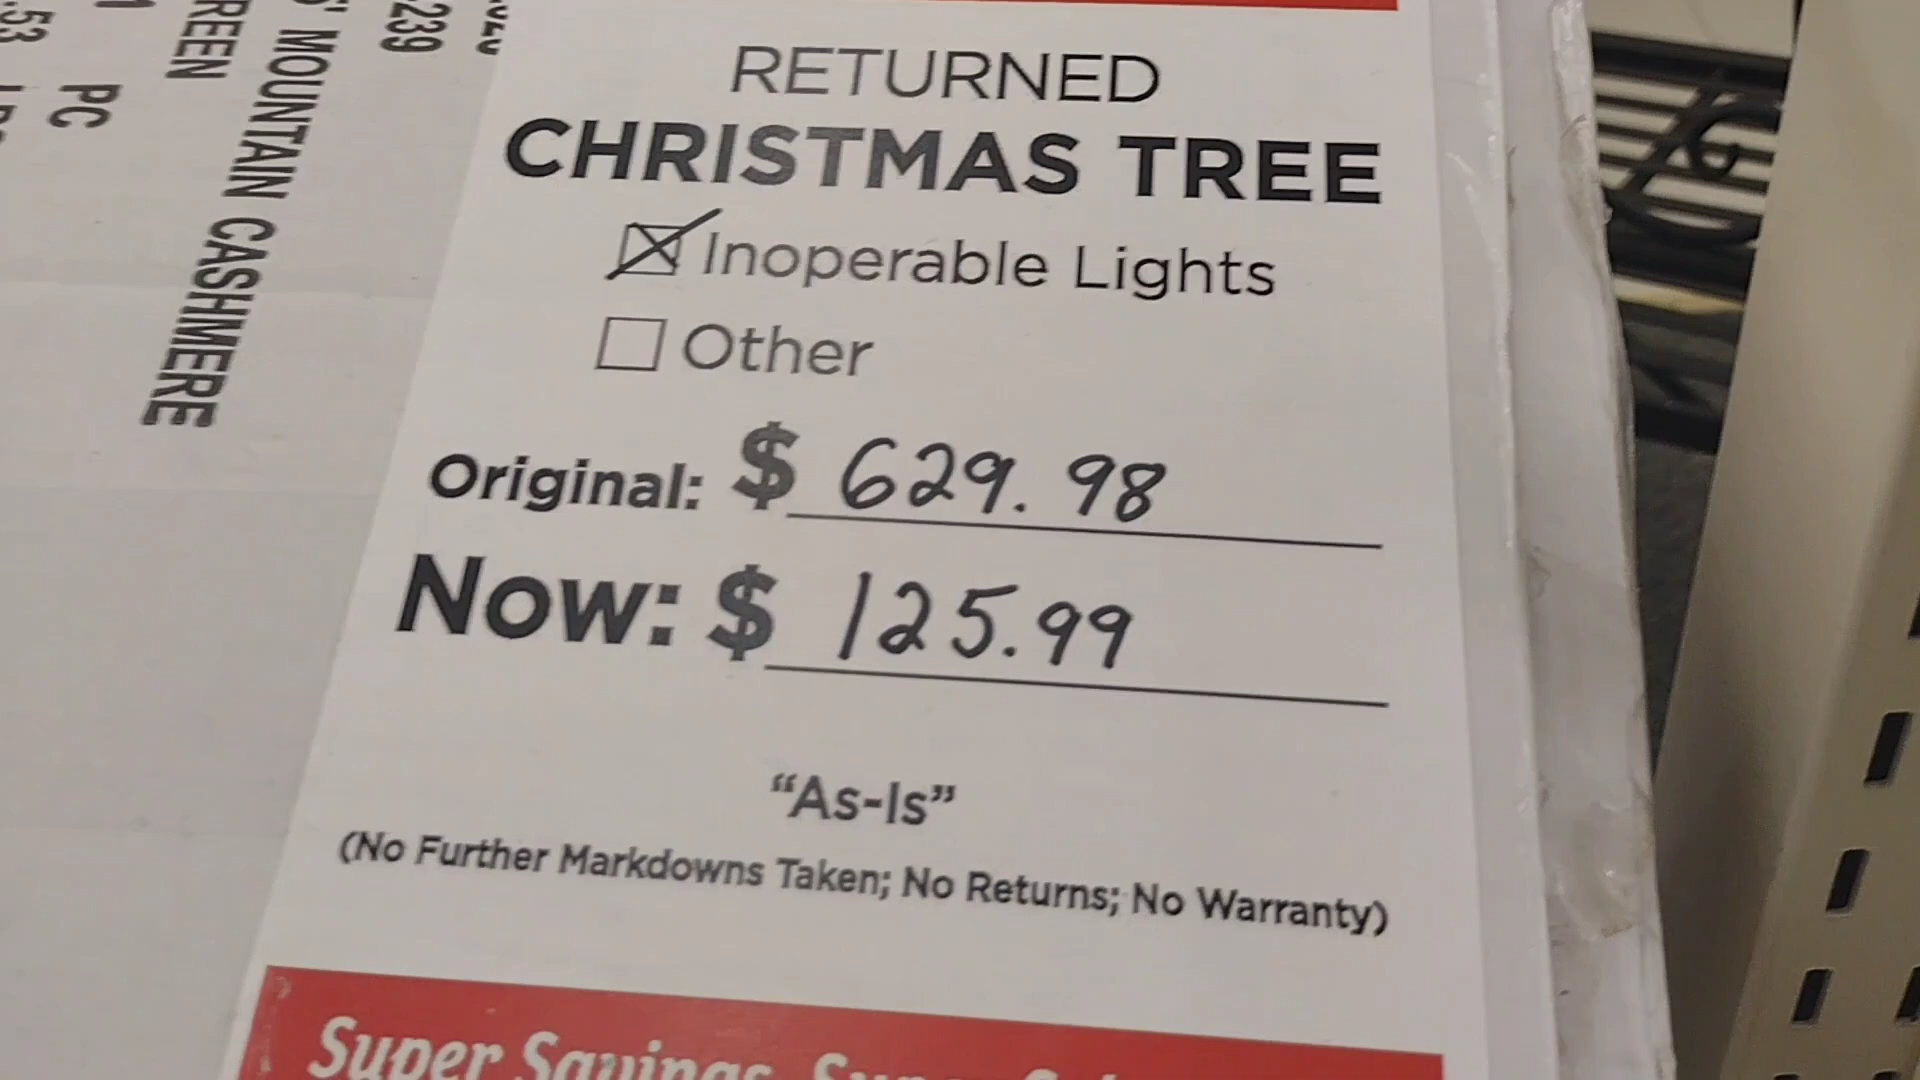 RETURNED
CHRISTMAS TREE
Inoperable Lights
Other
Original: $ 629.98
Now: $ 125.99
“As-Is”
(No Further Markdowns Taken; No Returns; No Warranty)
Super Savings,
239
MOUNTAIN CASHMERE
REEN
PC
.53